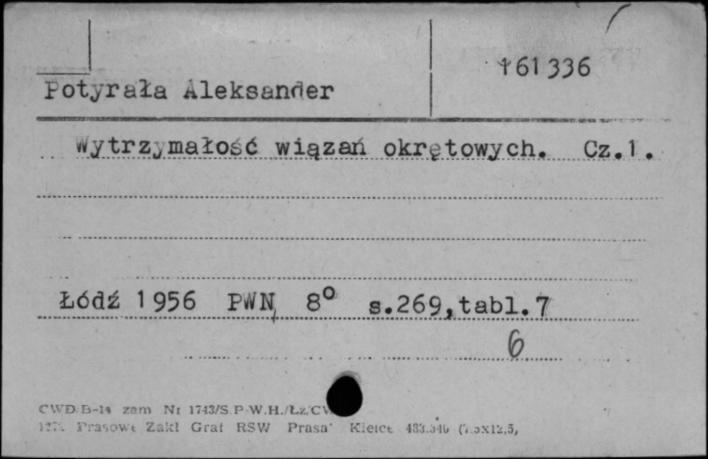 161336
Potyrała Aleksander
Wytrzymałość wiązań okrętowych. Cz.1.
Łódź 1956 PWN, 8° s.269,tabl.7
6
CWD B-14 zam Nr 1743/S P.W.H./Łz/CW
Prasowe Zakł Graf RSW Prasa' Kielce